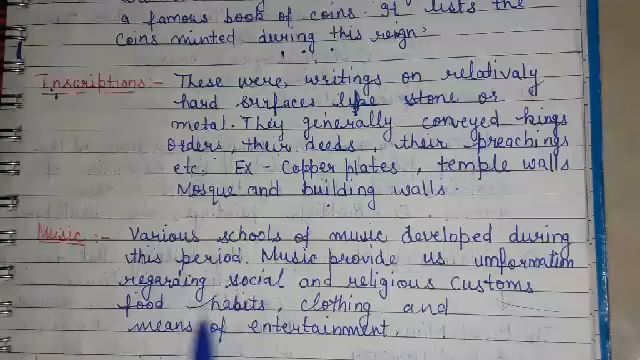 a famous book of coins. It lists the
coins minted during this reign.
Inscriptions :- These were writings on relativaly
hard surfaces like stone or
metal. They generally conveyed kings
orders, their deeds, their preachings
etc. Ex - Copper plates, temple walls
Mosque and building walls.
Music :- Various schools of music developed during
this period. Music provide us information
regarding social and religious customs
food habits, clothing and
means of entertainment.